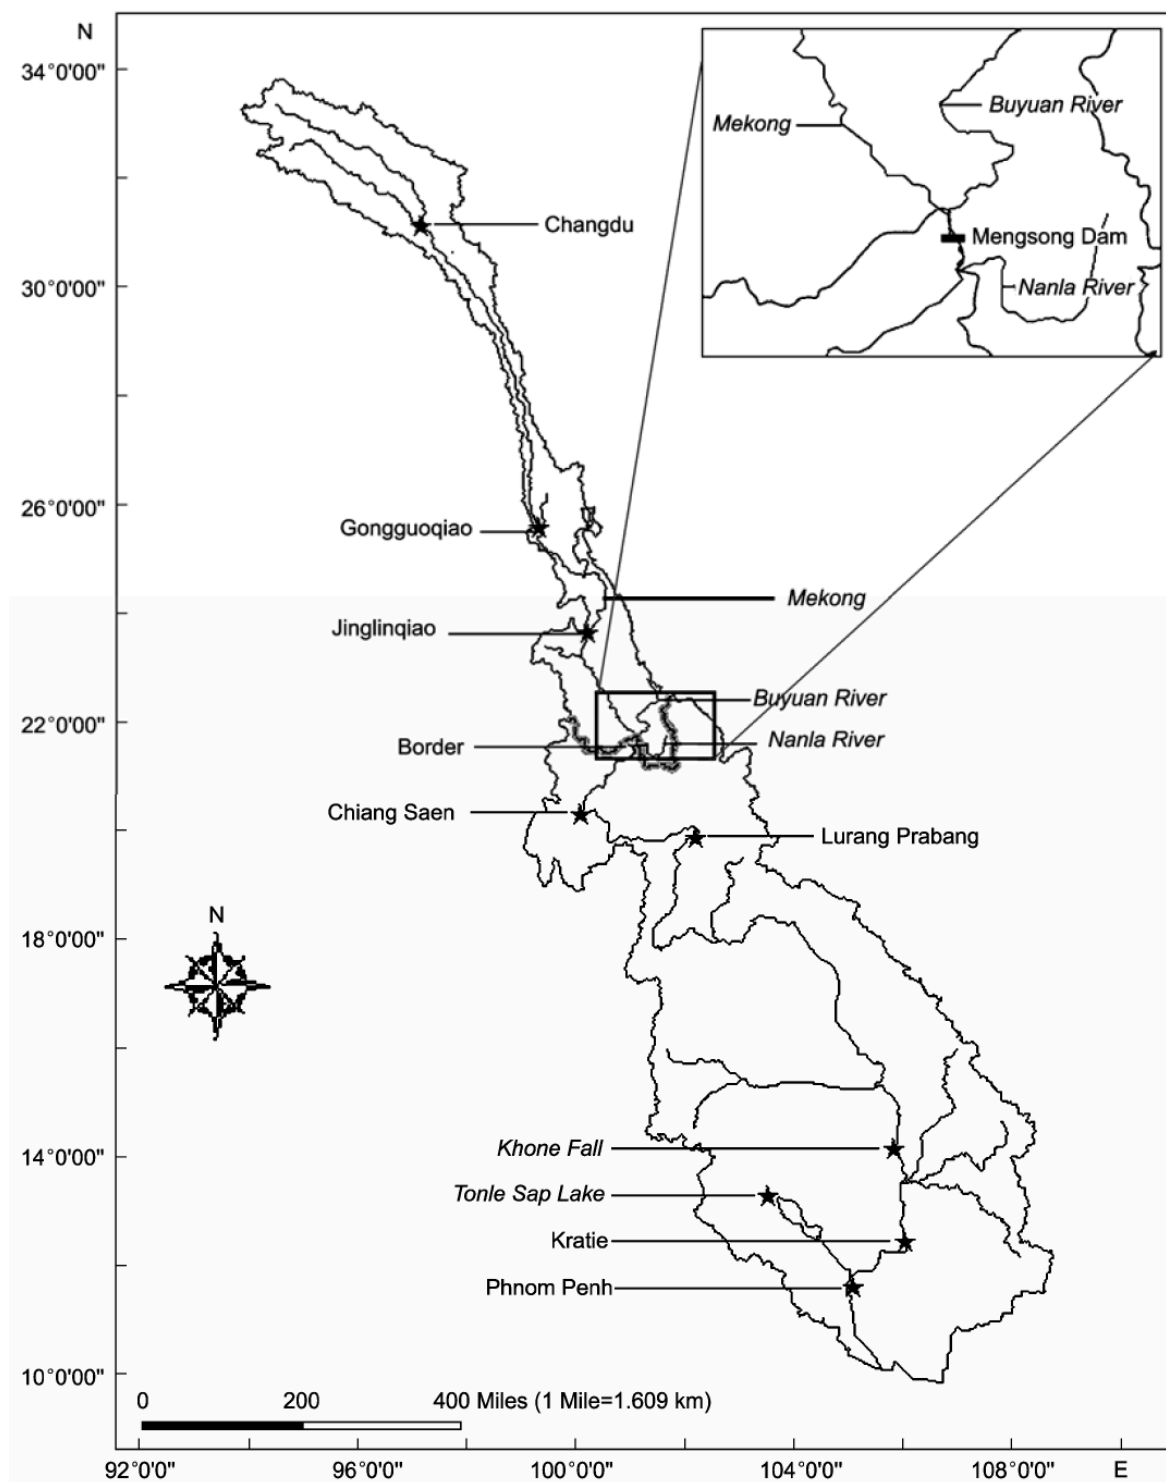 N
34°0'00"
Buyuan River
Mekong
Changdu
Mengsong Dam
30°0'00"
Nanla River
26°0'00"
Gongguoqiao
Mekong
Jinglinqiao
Buyuan River
22°0'00"
Nanla River
Border
Chiang Saen
Lurang Prabang
N
18°0'00"
Khone Fall
14°0'00"
Tonle Sap Lake
Kratie
Phnom Penh
10°0'00"
0 200 400 Miles (1 Mile=1.609 km)
92°0'0" 96°0'0" 100°0'0" 104°0'0" 108°0'0" E